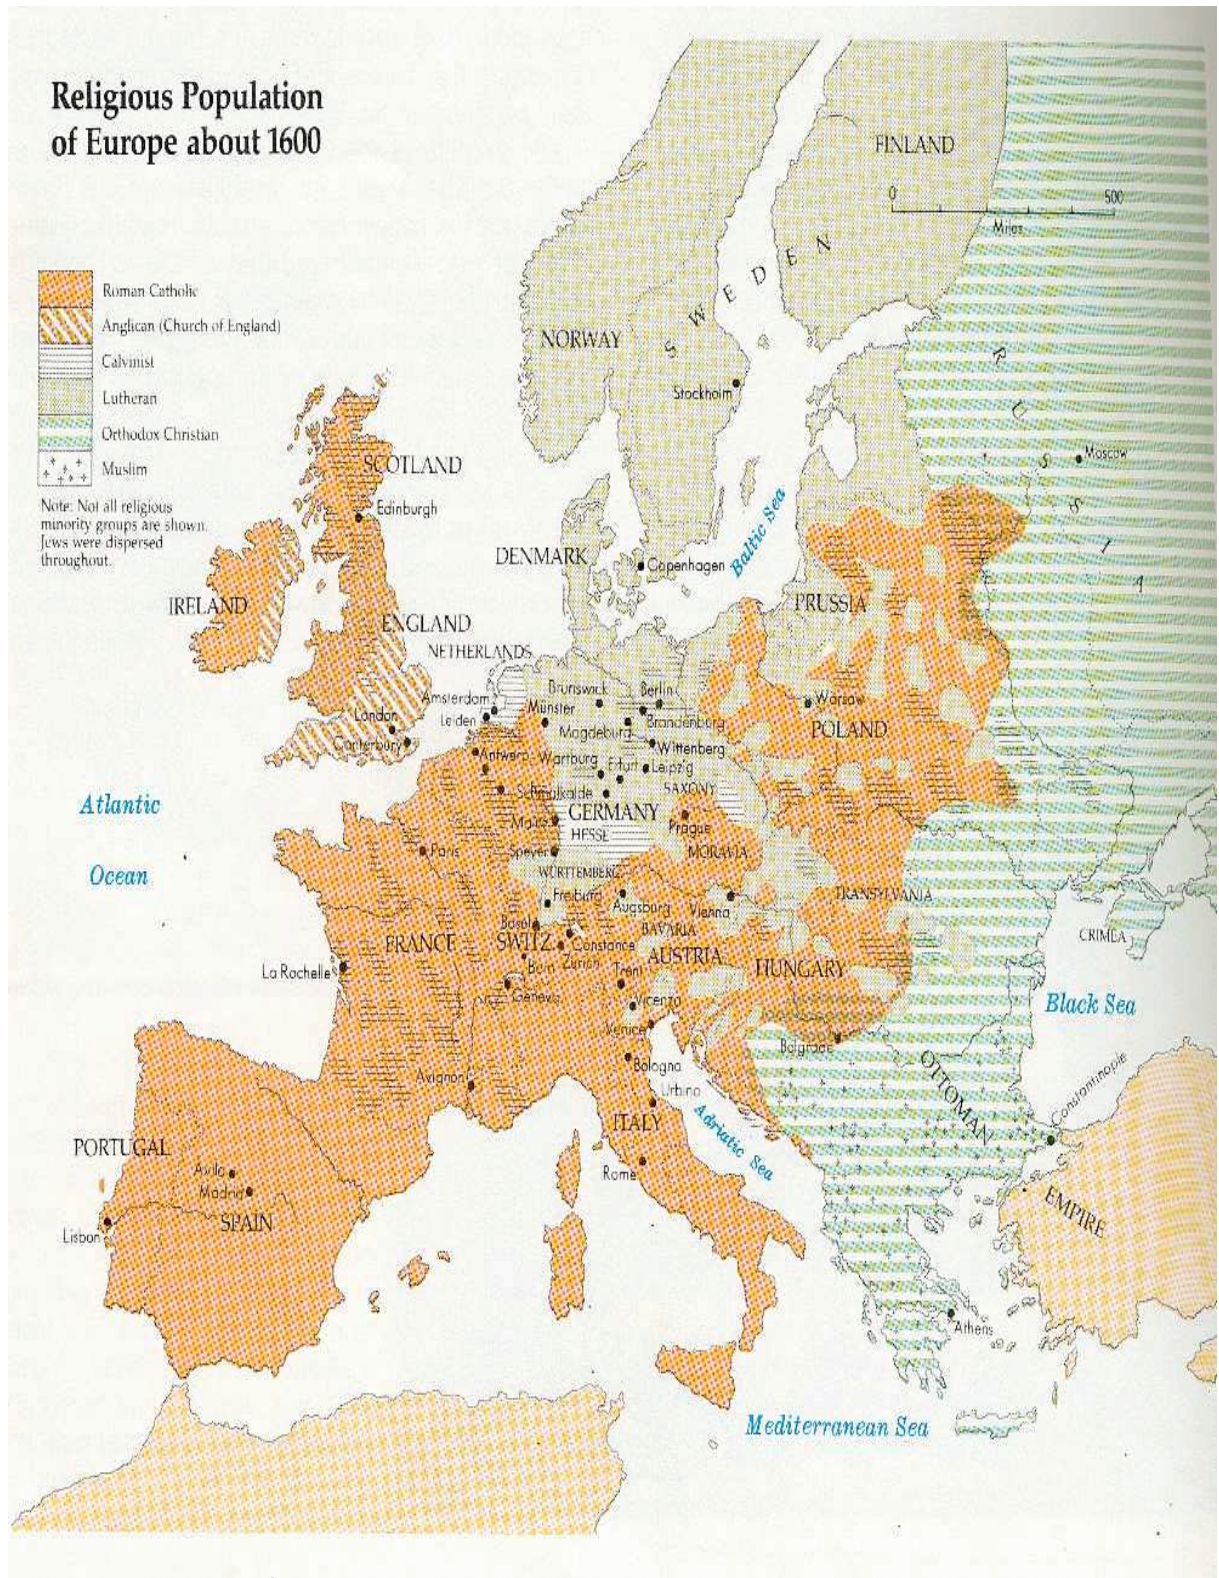 Religious Population
of Europe about 1600
Roman Catholic
Anglican (Church of England)
Calvinist
Lutheran
Orthodox Christian
Muslim
Note: Not all religious
minority groups are shown.
Jews were dispersed
throughout.
FINLAND
0 500
Miles
SWEDEN
NORWAY
Stockholm
RUSSIA
Moscow
SCOTLAND
Edinburgh
Baltic Sea
DENMARK
Copenhagen
IRELAND
ENGLAND
PRUSSIA
NETHERLANDS
Amsterdam
Leiden
London
Canterbury
Brunswick
Berlin
Münster
Magdeburg
Brandenburg
Warsaw
POLAND
Wittenberg
Antwerp
Wartburg
Erfurt
Leipzig
Schmalkalde
SAXONY
GERMANY
Mainz
HESSE
Prague
Atlantic
Ocean
Paris
Speyer
MORAVIA
WÜRTTEMBERG
Freiburg
Augsburg
Vienna
TRANSYLVANIA
Basel
BAVARIA
CRIMEA
FRANCE
SWITZ.
Constance
Zurich
AUSTRIA
HUNGARY
La Rochelle
Bern
Trent
Geneva
Vicenza
Black Sea
Venice
Belgrade
Bologna
Avignon
Urbino
OTTOMAN
Constantinople
ITALY
Adriatic Sea
PORTUGAL
Avila
Madrid
Rome
EMPIRE
SPAIN
Lisbon
Athens
Mediterranean Sea